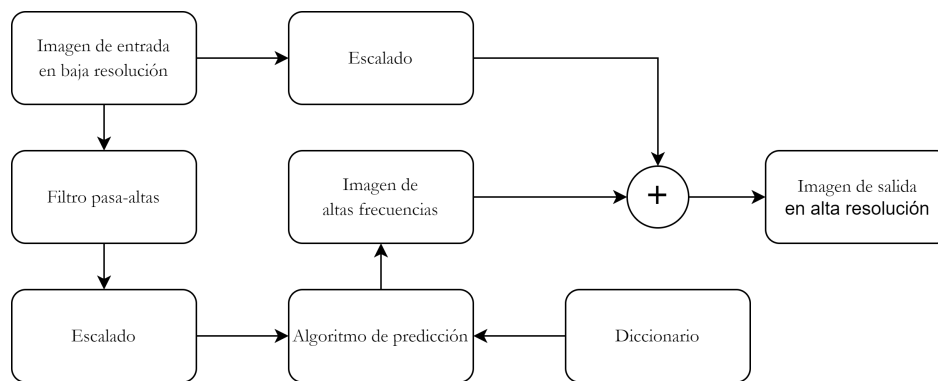 Imagen de entrada
en baja resolución
Escalado
Filtro pasa-altas
Imagen de
altas frecuencias
+
Imagen de salida
en alta resolución
Escalado
Algoritmo de predicción
Diccionario